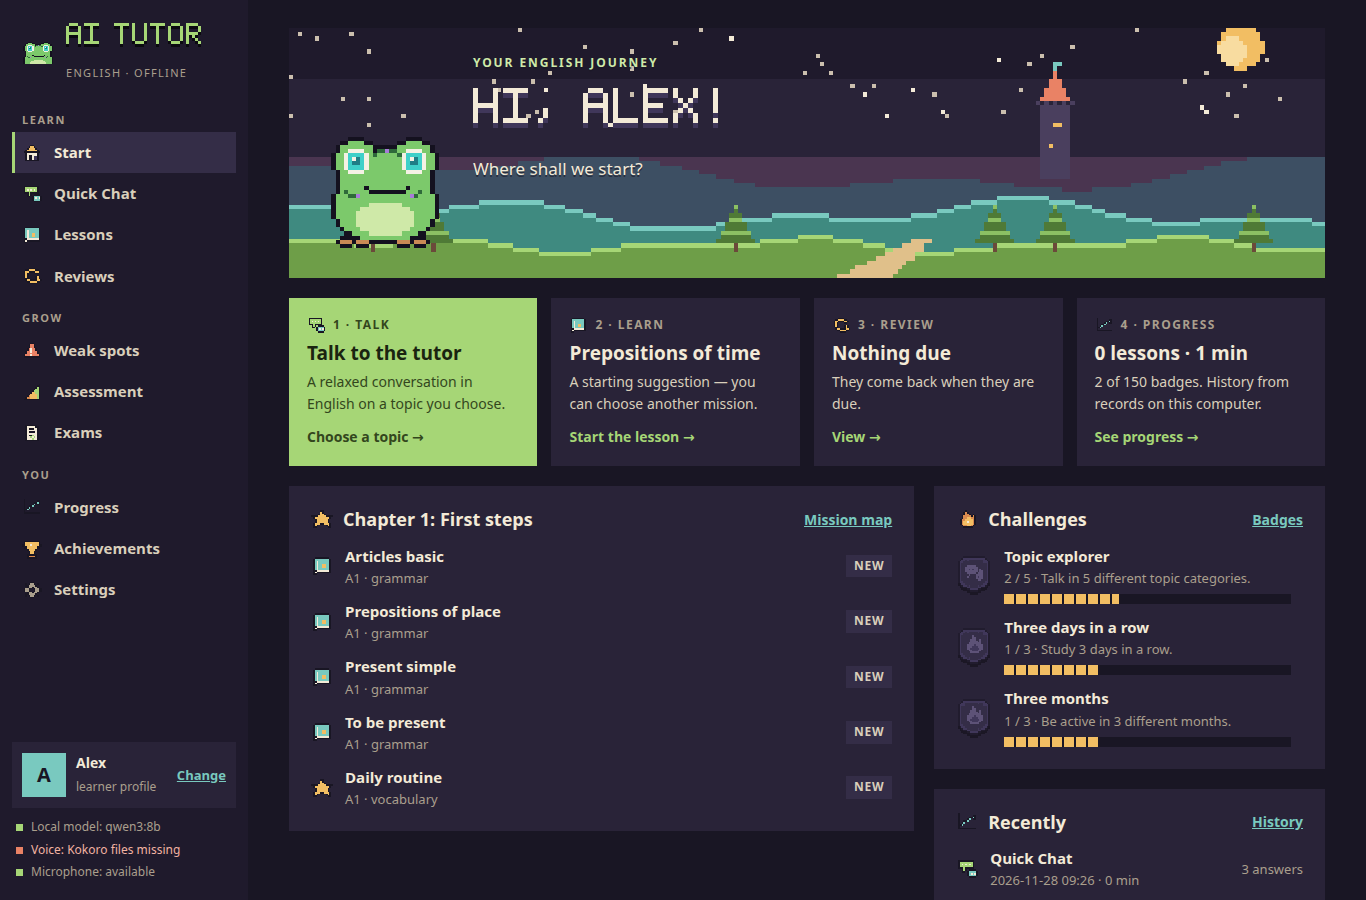 AI TUTOR
ENGLISH · OFFLINE
LEARN
Start
Quick Chat
Lessons
Reviews
GROW
Weak spots
Assessment
Exams
YOU
Progress
Achievements
Settings
A
Alex
learner profile
Change
Local model: qwen3:8b
Voice: Kokoro files missing
Microphone: available
YOUR ENGLISH JOURNEY
HI, ALEX!
Where shall we start?
1 · TALK
Talk to the tutor
A relaxed conversation in
English on a topic you choose.
Choose a topic →
2 · LEARN
Prepositions of time
A starting suggestion — you
can choose another mission.
Start the lesson →
3 · REVIEW
Nothing due
They come back when they are
due.
View →
4 · PROGRESS
0 lessons · 1 min
2 of 150 badges. History from
records on this computer.
See progress →
Chapter 1: First steps
Mission map
Articles basic
A1 · grammar
NEW
Prepositions of place
A1 · grammar
NEW
Present simple
A1 · grammar
NEW
To be present
A1 · grammar
NEW
Daily routine
A1 · vocabulary
NEW
Challenges
Badges
Topic explorer
2 / 5 · Talk in 5 different topic categories.
Three days in a row
1 / 3 · Study 3 days in a row.
Three months
1 / 3 · Be active in 3 different months.
Recently
History
Quick Chat
2026-11-28 09:26 · 0 min
3 answers